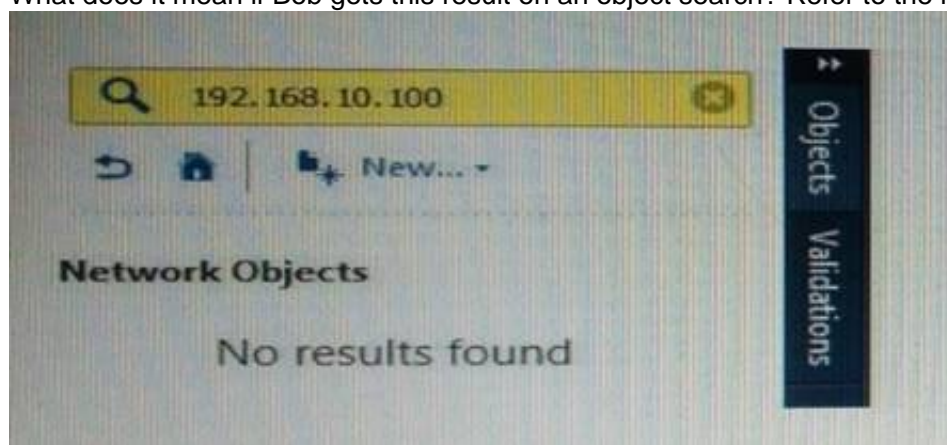 What does it mean if Bob gets this result on an object search? Refer to the
192.168.10.100
New...
Network Objects
No results found
Objects
Validations